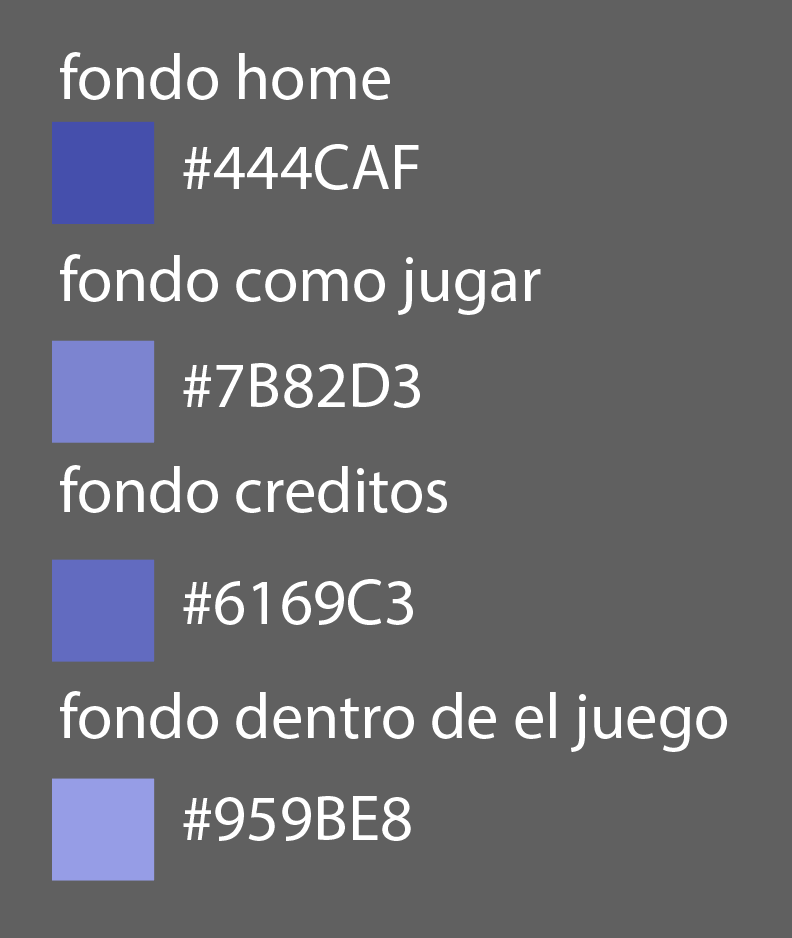 fondo home
#444CAF
fondo como jugar
#7B82D3
fondo creditos
#6169C3
fondo dentro de el juego
#959BE8